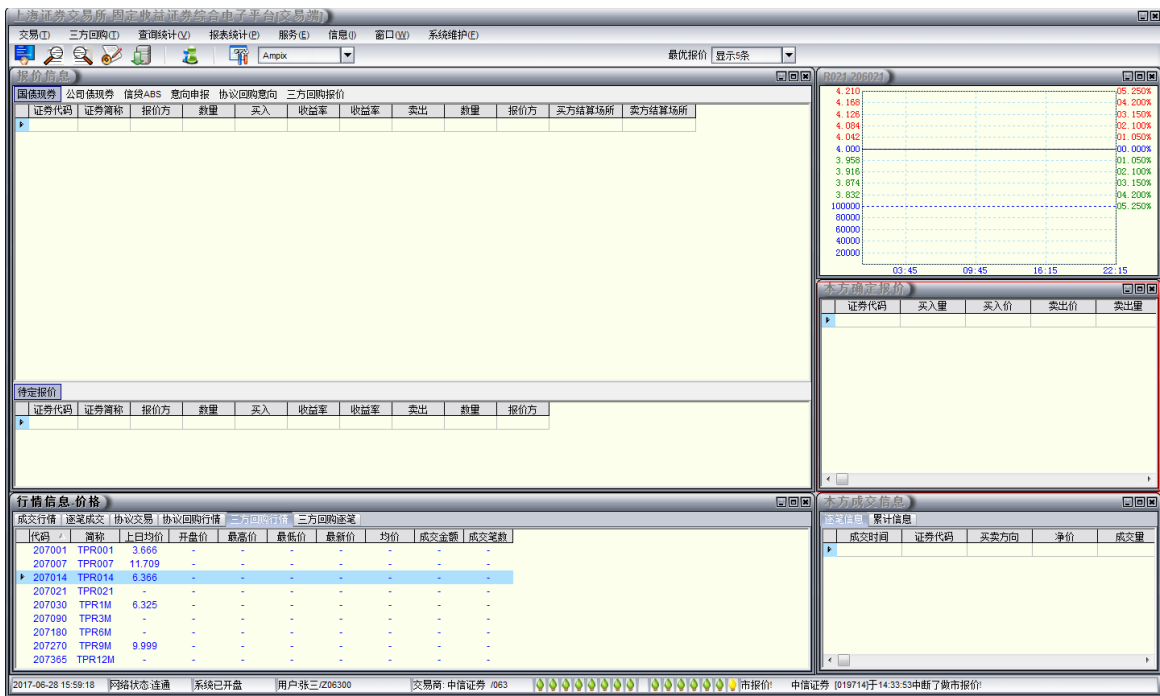 上海证券交易所 固定收益证券综合电子平台[交易端]
交易(T) 三方回购(T) 查询统计(V) 报表统计(P) 服务(E) 信息(I) 窗口(W) 系统维护(F)
Ampix 最优报价 显示5条
报价信息
国债现券 公司债现券 信贷ABS 意向申报 协议回购意向 三方回购报价
证券代码 证券简称 报价方 数量 买入 收益率 收益率 卖出 数量 报价方 买方结算场所 卖方结算场所
待定报价
证券代码 证券简称 报价方 数量 买入 收益率 收益率 卖出 数量 报价方
R021 206021
4.210 05.250%
4.168 04.200%
4.126 03.150%
4.084 02.100%
4.042 01.050%
4.000 00.000%
3.958 01.050%
3.916 02.100%
3.874 03.150%
3.832 04.200%
100000 05.250%
80000
60000
40000
20000
03:45 09:45 16:15 22:15
本方确定报价
证券代码 买入量 买入价 卖出价 卖出量
行情信息-价格
成交行情 逐笔成交 协议交易 协议回购行情 三方回购行情 三方回购逐笔
代码 简称 上日均价 开盘价 最高价 最低价 最新价 均价 成交金额 成交笔数
207001 TPR001 3.666 - - - - - - -
207007 TPR007 11.709 - - - - - - -
207014 TPR014 6.366 - - - - - - -
207021 TPR021 - - - - - - - -
207030 TPR1M 6.325 - - - - - - -
207090 TPR3M - - - - - - - -
207180 TPR6M - - - - - - - -
207270 TPR9M 9.999 - - - - - - -
207365 TPR12M - - - - - - - -
本方成交信息
逐笔信息 累计信息
成交时间 证券代码 买卖方向 净价 成交量
2017-06-28 15:59:18 网络状态:连通 系统已开盘 用户:张三/Z06300 交易商: 中信证券 /063 市报价! 中信证券 [019714]于14:33:53中断了做市报价!